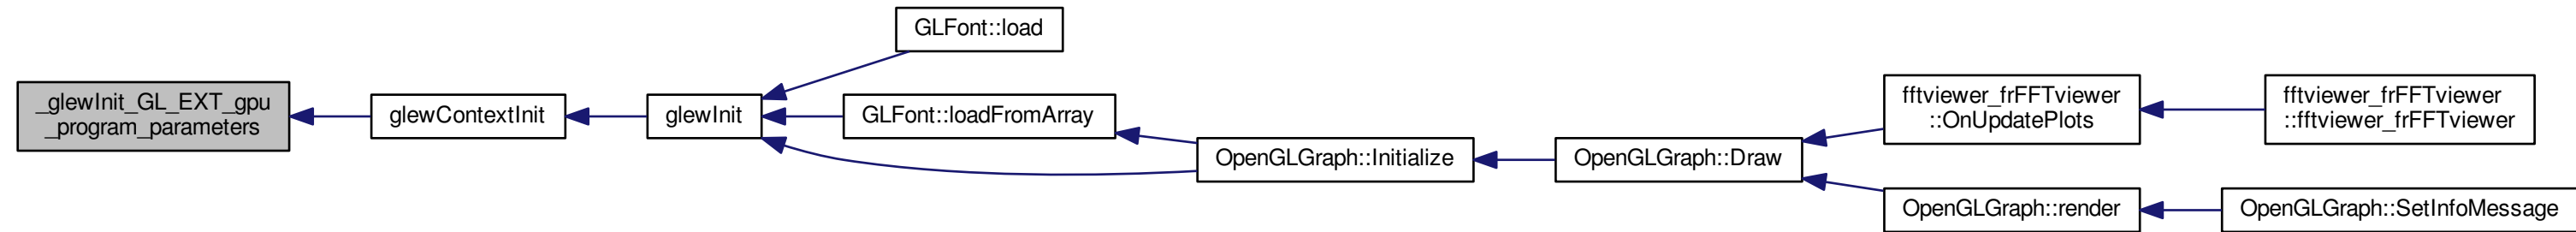 _glewInit_GL_EXT_gpu
_program_parameters
glewContextInit
glewInit
GLFont::load
GLFont::loadFromArray
OpenGLGraph::Initialize
OpenGLGraph::Draw
fftviewer_frFFTviewer
::OnUpdatePlots
fftviewer_frFFTviewer
::fftviewer_frFFTviewer
OpenGLGraph::render
OpenGLGraph::SetInfoMessage